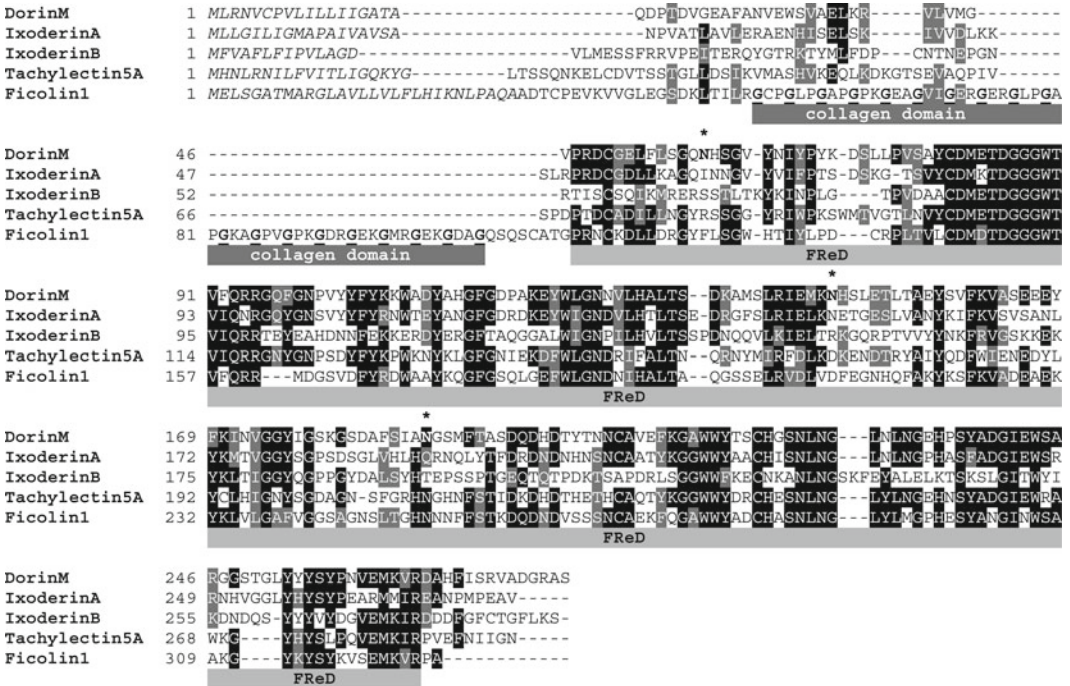 DorinM 1 MLRNVCPVLILLIIGATA----------------------QDPTDVGEAFANVEWSVAELKR-----VLVMG-------
IxoderinA 1 MLLGILIGMAPAIVAVSA----------------------NPVATLAVLERAENHISELSK-----IVVDLKK-----
IxoderinB 1 MFVAFLFIPVLAGD--------------------VLMESSFRRVPEITERQYGTRKTYMLFDP--CNTNEPGN-----
Tachylectin5A 1 MHNLRNILFVITLIGQKYG---------LTSSQNKELCDVTSSTGLLDSIKVMASHVKEQLKDKGTSEVAQPIV-----
Ficolin1 1 MELSGATMARGLAVLLVLFLHIKNLPAQAADTCPEVKVVGLEGSDKLTILRGCPGLPGAPGPKGEAGVIGERGERGLPGA
collagen domain
*
DorinM 46 ----------------------------------VPRDCGELFLSGQNHSGV-YNIYPYK-DSLLPVSAYCDMETDGGGWT
IxoderinA 47 --------------------------------SLRPRDCGDLLKAGQINNGV-YVIFPTS-DSKG-TSVYCDMKTDGGGWT
IxoderinB 52 ----------------------------------RTISCSQIKMRERSSTLTKYKINPLG---TPVDAACDMETDGGGWT
Tachylectin5A 66 --------------------------------SPDPTDCADILLNGYRSSGG-YRIWPKSWMTVGTLNVYCDMETDGGGWT
Ficolin1 81 PGKAGPVGPKGDRGEKGMRGEKGDAGQSQSCATGPRNCKDLLDRGYFLSGW-HTIYLPD---CRPLTVLCDMDTDGGGWT
collagen domain FReD
*
DorinM 91 VFQRRGQFGNPVYYFYKKWADYAHGFGDPAKEYWLGNNVLHALTS--DKAMSLRIEMKNHSLETLTAEYSVFKVASEEEY
IxoderinA 93 VIQNRGQYGNSVYYFYRNWTEYANGFGDRDKEYWIGNDVLHTLTSE-DRGFSLRIELKNETGESLVANYKIFKVSVSANL
IxoderinB 95 VIQRRTEYEAHDNNFEKKERDYERGFTAQGGALWIGNPILHVLTSSPDNQQVLKIELTRKGQRPTVVYYNKFRVGSKKEK
Tachylectin5A 114 VIQRRGNYGNPSDYFYKPWKNYKLGFGNIEKDFWLGNDRIFALTN--QRNYMIRFDLKDKENDTRYAIYQDFWIENEDYL
Ficolin1 157 VFQRR---MDGSVDFYRDWAAYKQGFGSQLGEFWLGNDNIHALTA--QGSSELRVDLVDFEGNHQFAKYKSFKVADEAEK
FReD
*
DorinM 169 FKINVGGYIGSKGSDAFSIANGSMFTASDQDHDTYTNNCAVEFKGAWWYTSCHGSNLNG---LNLNGEHPSYADGIEWSA
IxoderinA 172 YKMTVGGYSGPSDSGLVHLHQRNQLYTFDRDNDNHNSNCAATYKGGWWYQACHISNLNG---LNLNGPHASFADGIEWSR
IxoderinB 175 YKLTIGGYQGPPGYDALSYHTEPSSPTGEQTQTPDKTSAPDRLSGGWWFKECNKANLNGSKFEYALELKTSKSLGITWYI
Tachylectin5A 192 YCLHIGNYSGDAGN-SFGRHNGHNFSTIDKDHDTHETHCAQTYKGGWWYDRCHESNLNG---LYLNGEHNSYADGIEWRA
Ficolin1 232 YKLVLGAFVGGSAGNSLTGHNNNFFSTKDQDNDVSSSNCAEKFQGAWWYADCHASNLNG---LYLMGPHESYANGINWSA
FReD
DorinM 246 RGGSTGLYYYSYPNVEMKVRDAHFISRVADGRAS
IxoderinA 249 RNHVGGLYHYSYPEARMMIREANPMPEAV-----
IxoderinB 255 KDNDQS-YYYVYDGVEMKIRDDDFGFCTGFLKS-
Tachylectin5A 268 WKG----YHYSLPQVEMKIRPVEFNIIGN-----
Ficolin1 309 AKG----YKYSYKVSEMKVRPA------------
FReD